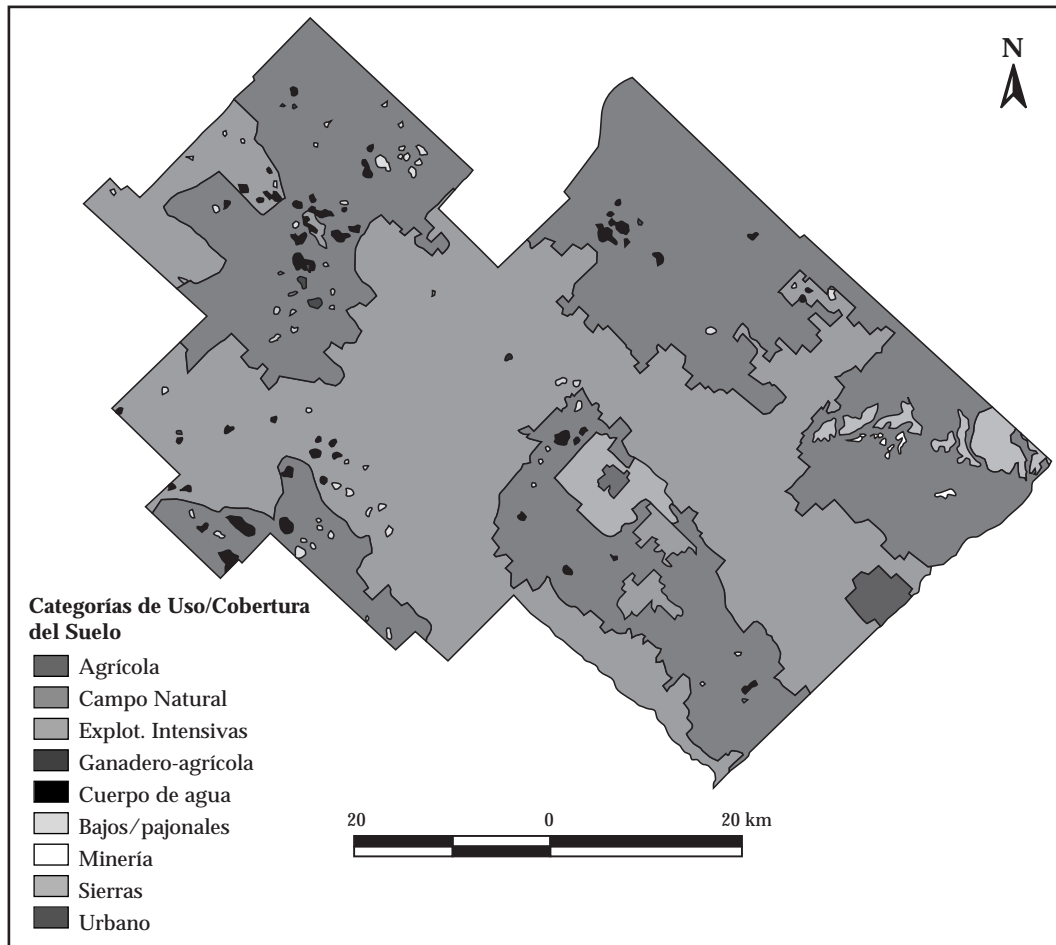 N
Categorías de Uso/Cobertura
del Suelo
Agrícola
Campo Natural
Explot. Intensivas
Ganadero-agrícola
Cuerpo de agua
Bajos/pajonales
Minería
Sierras
Urbano
20 0 20 km